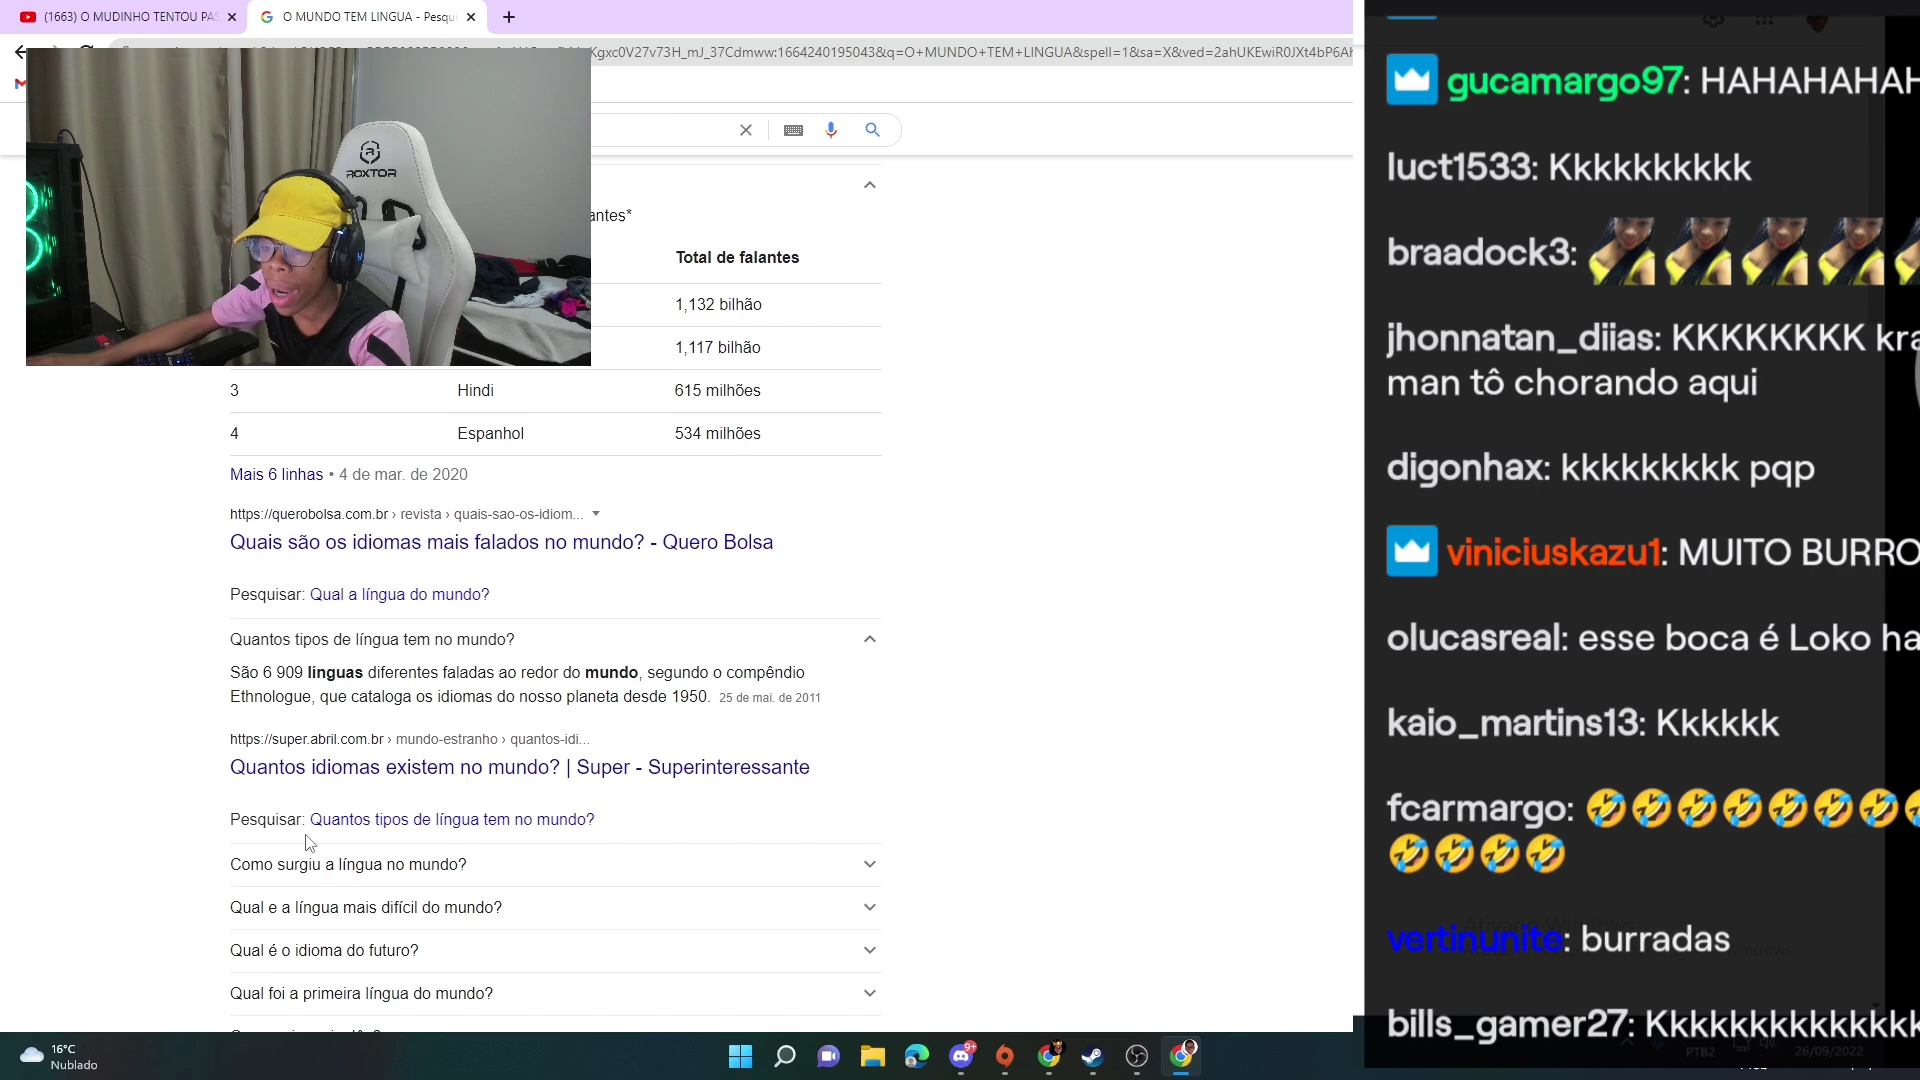 (1663) O MUDINHO TENTOU PAS
O MUNDO TEM LINGUA - Pesqui
Kgxc0V27v73H_mJ_37Cdmww:1664240195043&q=O+MUNDO+TEM+LINGUA&spell=1&sa=X&ved=2ahUKEwiR0JXt4bP6Ah
ROXTOR
antes*
Total de falantes
1,132 bilhão
1,117 bilhão
3 Hindi 615 milhões
4 Espanhol 534 milhões
Mais 6 linhas • 4 de mar. de 2020
https://querobolsa.com.br › revista › quais-sao-os-idiom...
Quais são os idiomas mais falados no mundo? - Quero Bolsa
Pesquisar: Qual a língua do mundo?
Quantos tipos de língua tem no mundo?
São 6 909 línguas diferentes faladas ao redor do mundo, segundo o compêndio
Ethnologue, que cataloga os idiomas do nosso planeta desde 1950. 25 de mai. de 2011
https://super.abril.com.br › mundo-estranho › quantos-idi...
Quantos idiomas existem no mundo? | Super - Superinteressante
Pesquisar: Quantos tipos de língua tem no mundo?
Como surgiu a língua no mundo?
Qual e a língua mais difícil do mundo?
Qual é o idioma do futuro?
Qual foi a primeira língua do mundo?
16°C
Nublado
9+
gucamargo97: HAHAHAHAH
luct1533: Kkkkkkkkkk
braadock3:
jhonnatan_diias: KKKKKKKK kra
man tô chorando aqui
digonhax: kkkkkkkkk pqp
viniciuskazu1: MUITO BURRO
olucasreal: esse boca é Loko ha
kaio_martins13: Kkkkkk
fcarmargo: 🤣🤣🤣🤣🤣🤣🤣🤣
🤣🤣🤣🤣
vertinunite: burradas
bills_gamer27: Kkkkkkkkkkkkkk
PTB2
26/09/2022